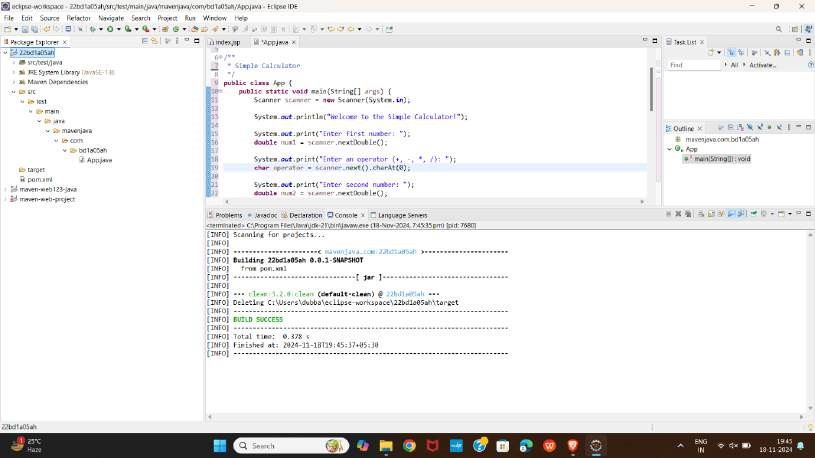 eclipse-workspace - 22bd1a05ah/src/test/main/java/mavenjava/com/bd1a05ah/App.java - Eclipse IDE
File Edit Source Refactor Navigate Search Project Run Window Help
Package Explorer
22bd1a05ah
src/test/java
JRE System Library [JavaSE-1.8]
Maven Dependencies
src
test
main
java
mavenjava
com
bd1a05ah
App.java
target
pom.xml
maven-web123-java
maven-web-project
index.jsp
*App.java
5
6 /**
7 * Simple Calculator
8 */
9 public class App {
10 public static void main(String[] args) {
11 Scanner scanner = new Scanner(System.in);
12
13 System.out.println("Welcome to the Simple Calculator!");
14
15 System.out.print("Enter first number: ");
16 double num1 = scanner.nextDouble();
17
18 System.out.print("Enter an operator (+, -, *, /): ");
19 char operator = scanner.next().charAt(0);
20
21 System.out.print("Enter second number: ");
22 double num2 = scanner.nextDouble();
Task List
Find
All
Activate...
Outline
mavenjava.com.bd1a05ah
App
main(String[]) : void
Problems Javadoc Declaration Console Language Servers
<terminated> C:\Program Files\Java\jdk-21\bin\javaw.exe (18-Nov-2024, 7:45:35 pm) [pid: 7680]
[INFO] Scanning for projects...
[INFO]
[INFO] ----------------------< mavenjava.com:22bd1a05ah >----------------------
[INFO] Building 22bd1a05ah 0.0.1-SNAPSHOT
[INFO] from pom.xml
[INFO] --------------------------------[ jar ]---------------------------------
[INFO]
[INFO] --- clean:3.2.0:clean (default-clean) @ 22bd1a05ah ---
[INFO] Deleting C:\Users\dubba\eclipse-workspace\22bd1a05ah\target
[INFO] ------------------------------------------------------------------------
[INFO] BUILD SUCCESS
[INFO] ------------------------------------------------------------------------
[INFO] Total time: 0.378 s
[INFO] Finished at: 2024-11-18T19:45:37+05:30
[INFO] ------------------------------------------------------------------------
22bd1a05ah
1
25°C
Haze
Search
ENG
IN
19:45
18-11-2024